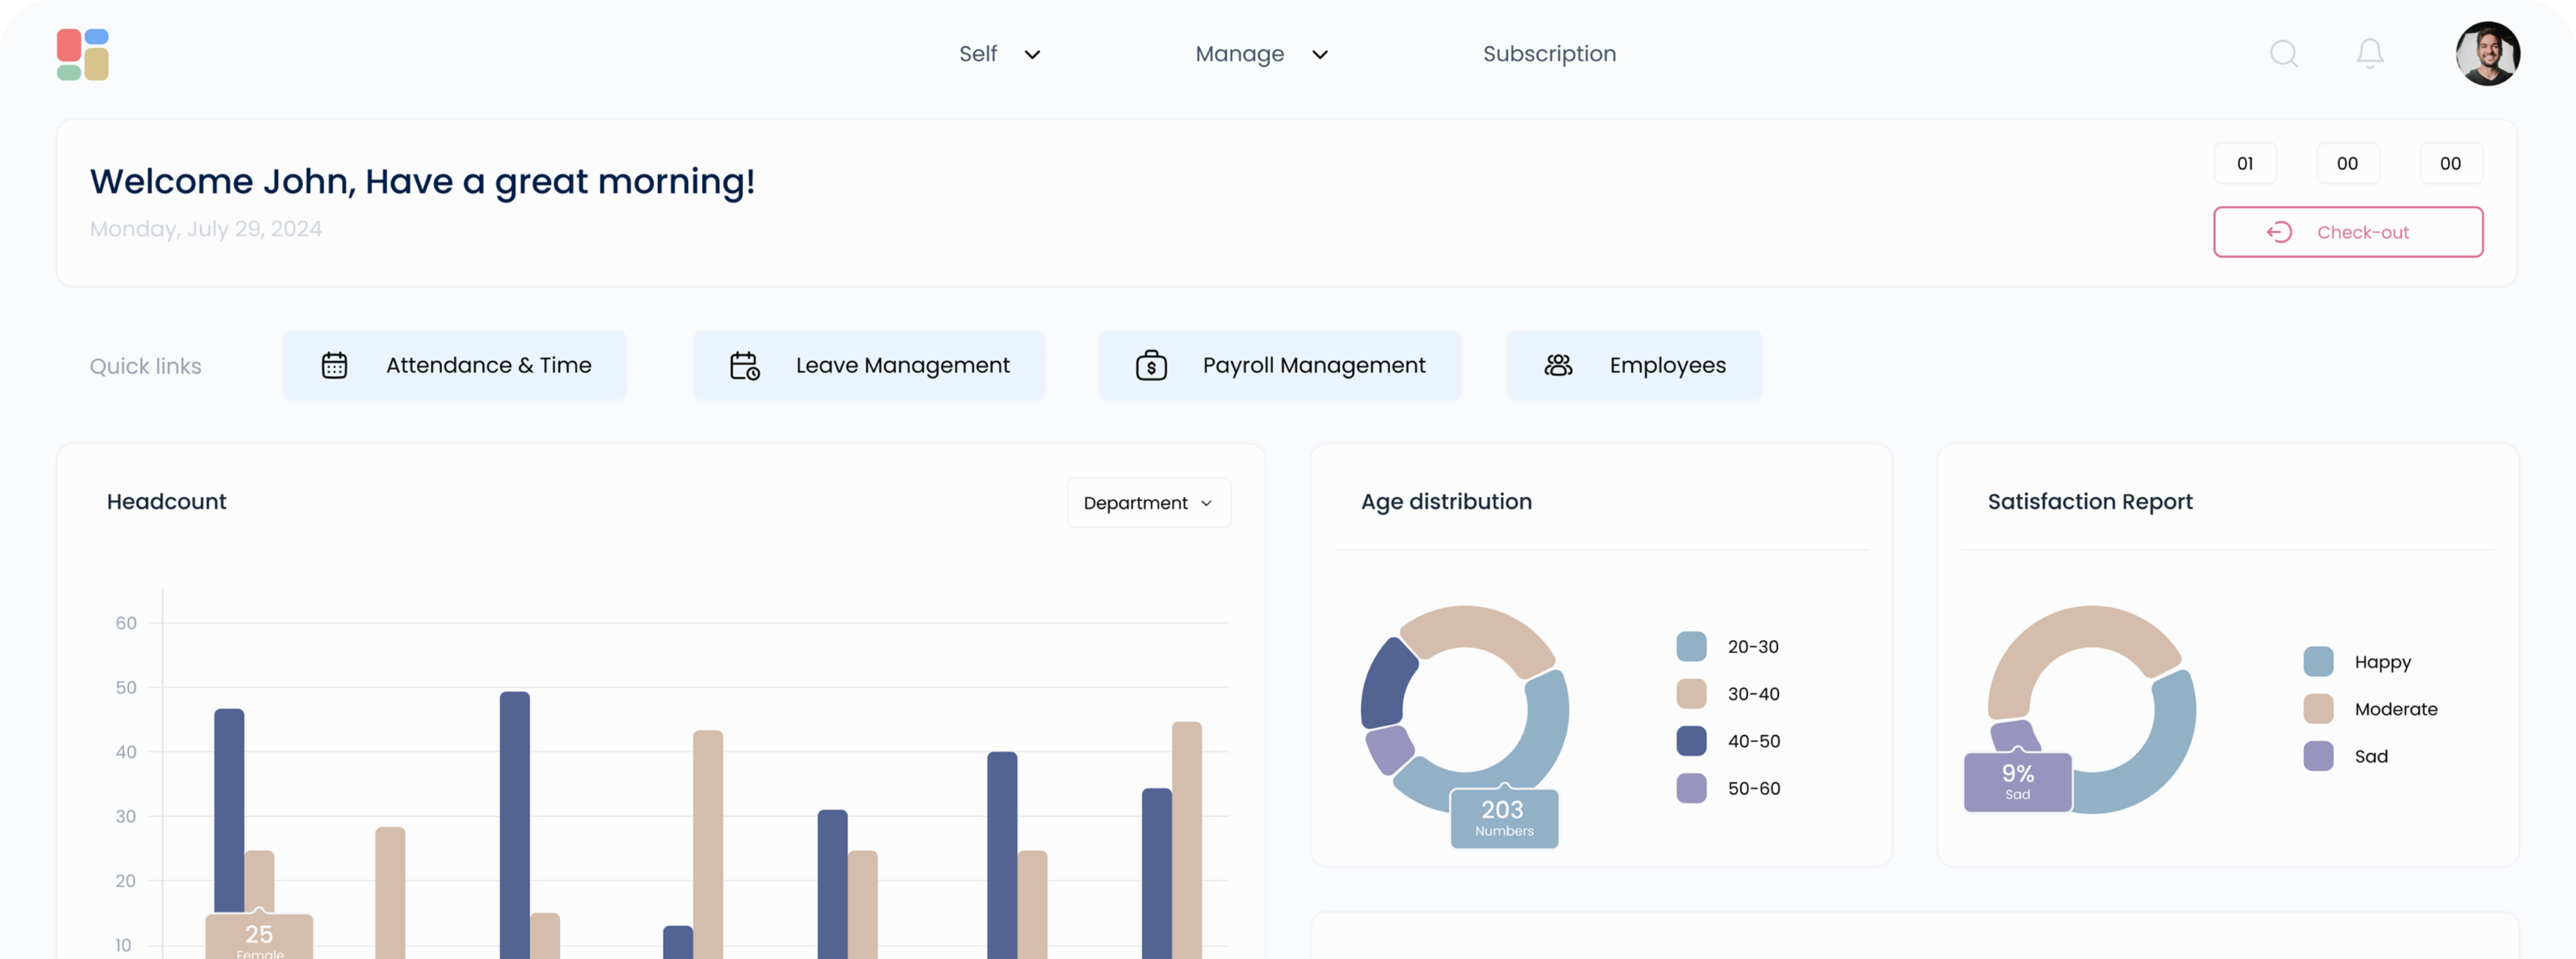 Self
Manage
Subscription
Welcome John, Have a great morning!
Monday, July 29, 2024
01 00 00
Check-out
Quick links
Attendance & Time
Leave Management
Payroll Management
Employees
Headcount
Department
60
50
40
30
20
10
25
Female
Age distribution
203
Numbers
20-30
30-40
40-50
50-60
Satisfaction Report
9%
Sad
Happy
Moderate
Sad